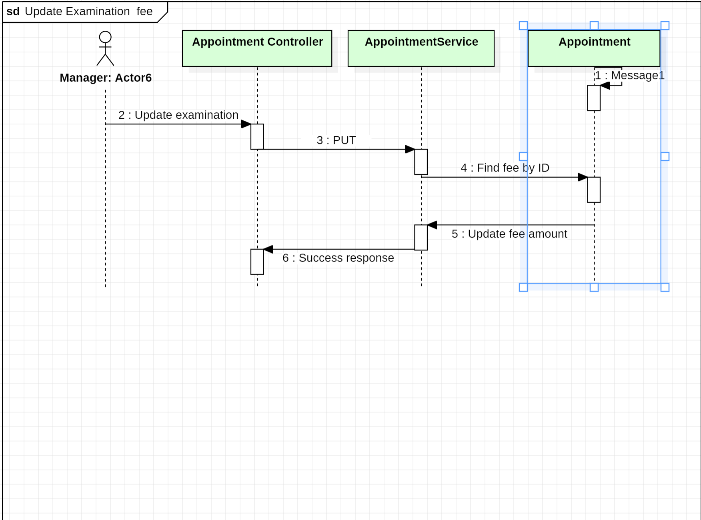 sd Update Examination fee
Manager: Actor6
Appointment Controller
AppointmentService
Appointment
1 : Message1
2 : Update examination
3 : PUT
4 : Find fee by ID
5 : Update fee amount
6 : Success response